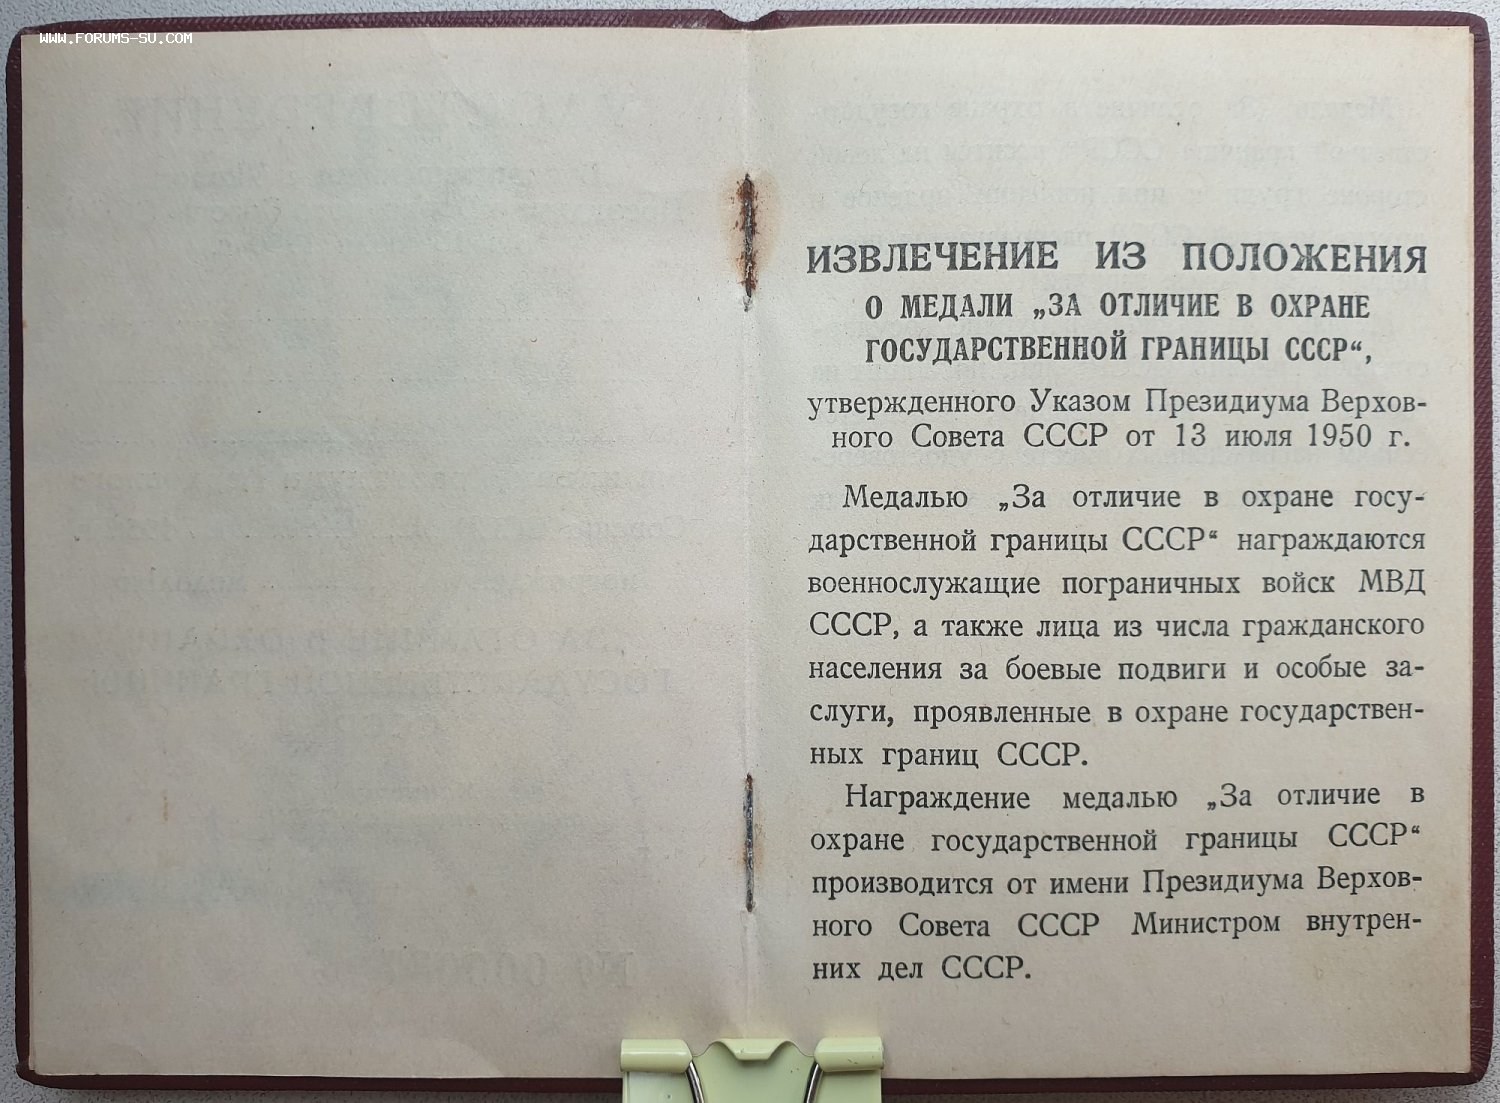 WWW.FORUMS-SU.COM
ИЗВЛЕЧЕНИЕ ИЗ ПОЛОЖЕНИЯ
О МЕДАЛИ „ЗА ОТЛИЧИЕ В ОХРАНЕ
ГОСУДАРСТВЕННОЙ ГРАНИЦЫ СССР“,
утвержденного Указом Президиума Верхов-
ного Совета СССР от 13 июля 1950 г.
Медалью „За отличие в охране госу-
дарственной границы СССР“ награждаются
военнослужащие пограничных войск МВД
СССР, а также лица из числа гражданского
населения за боевые подвиги и особые за-
слуги, проявленные в охране государствен-
ных границ СССР.
Награждение медалью „За отличие в
охране государственной границы СССР“
производится от имени Президиума Верхов-
ного Совета СССР Министром внутрен-
них дел СССР.